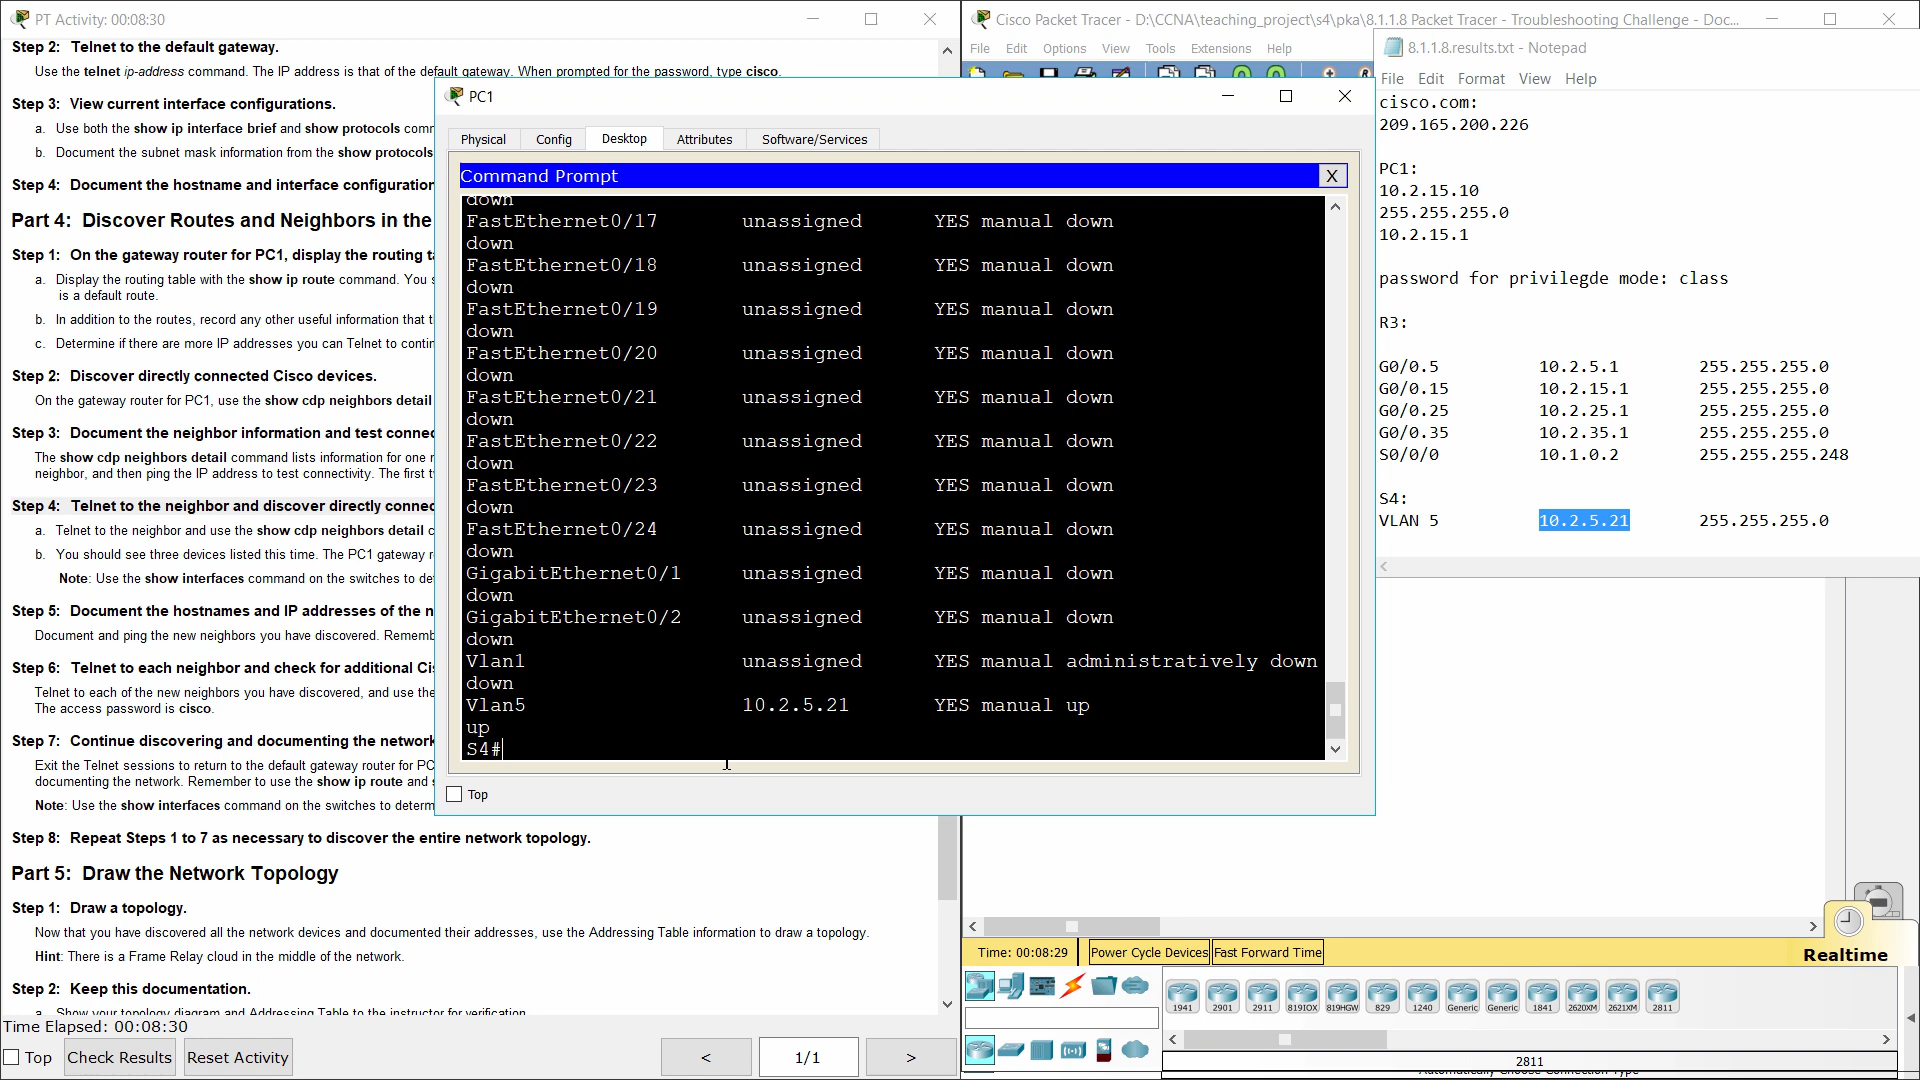 PT Activity: 00:08:30
Step 2: Telnet to the default gateway.
Use the telnet ip-address command. The IP address is that of the default gateway. When prompted for the password, type cisco.
Step 3: View current interface configurations.
a. Use both the show ip interface brief and show protocols
b. Document the subnet mask information from the show protocols
Step 4: Document the hostname and interface
Part 4: Discover Routes and Neighbors in the
Step 1: On the gateway router for PC1, display the routing
a. Display the routing table with the show ip route command. You
is a default route.
b. In addition to the routes, record any other useful information that
c. Determine if there are more IP addresses you can Telnet to
Step 2: Discover directly connected Cisco devices.
On the gateway router for PC1, use the show cdp neighbors detail
Step 3: Document the neighbor information and test
The show cdp neighbors detail command lists information for one
neighbor, and then ping the IP address to test connectivity. The first
Step 4: Telnet to the neighbor and discover directly
a. Telnet to the neighbor and use the show cdp neighbors detail
b. You should see three devices listed this time. The PC1 gateway
Note: Use the show interfaces command on the switches to
Step 5: Document the hostnames and IP addresses of the
Document and ping the new neighbors you have discovered.
Step 6: Telnet to each neighbor and check for additional
Telnet to each of the new neighbors you have discovered, and use the
The access password is cisco.
Step 7: Continue discovering and documenting the network
Exit the Telnet sessions to return to the default gateway router for
documenting the network. Remember to use the show ip route and
Note: Use the show interfaces command on the switches to
Step 8: Repeat Steps 1 to 7 as necessary to discover the entire network topology.
Part 5: Draw the Network Topology
Step 1: Draw a topology.
Now that you have discovered all the network devices and documented their addresses, use the Addressing Table information to draw a topology.
Hint: There is a Frame Relay cloud in the middle of the network.
Step 2: Keep this documentation.
a. Show your topology diagram and Addressing Table to the instructor for verification
Time Elapsed: 00:08:30
Top
Check Results
Reset Activity
<
1/1
>
PC1
Physical Config Desktop Attributes Software/Services
Command Prompt X
down
FastEthernet0/17 unassigned YES manual down
down
FastEthernet0/18 unassigned YES manual down
down
FastEthernet0/19 unassigned YES manual down
down
FastEthernet0/20 unassigned YES manual down
down
FastEthernet0/21 unassigned YES manual down
down
FastEthernet0/22 unassigned YES manual down
down
FastEthernet0/23 unassigned YES manual down
down
FastEthernet0/24 unassigned YES manual down
down
GigabitEthernet0/1 unassigned YES manual down
down
GigabitEthernet0/2 unassigned YES manual down
down
Vlan1 unassigned YES manual administratively down
down
Vlan5 10.2.5.21 YES manual up
up
S4#
Top
Cisco Packet Tracer - D:\CCNA\teaching_project\s4\pka\8.1.1.8 Packet Tracer - Troubleshooting Challenge - Doc...
File Edit Options View Tools Extensions Help
8.1.1.8.results.txt - Notepad
File Edit Format View Help
cisco.com:
209.165.200.226
PC1:
10.2.15.10
255.255.255.0
10.2.15.1
password for privilegde mode: class
R3:
G0/0.5 10.2.5.1 255.255.255.0
G0/0.15 10.2.15.1 255.255.255.0
G0/0.25 10.2.25.1 255.255.255.0
G0/0.35 10.2.35.1 255.255.255.0
S0/0/0 10.1.0.2 255.255.255.248
S4:
VLAN 5 10.2.5.21 255.255.255.0
Time: 00:08:29
Power Cycle Devices
Fast Forward Time
Realtime
1941 2901 2911 819IOX 819HGW 829 1240 Generic Generic 1841 2620XM 2621XM 2811
2811
Automatically Choose Connection Type